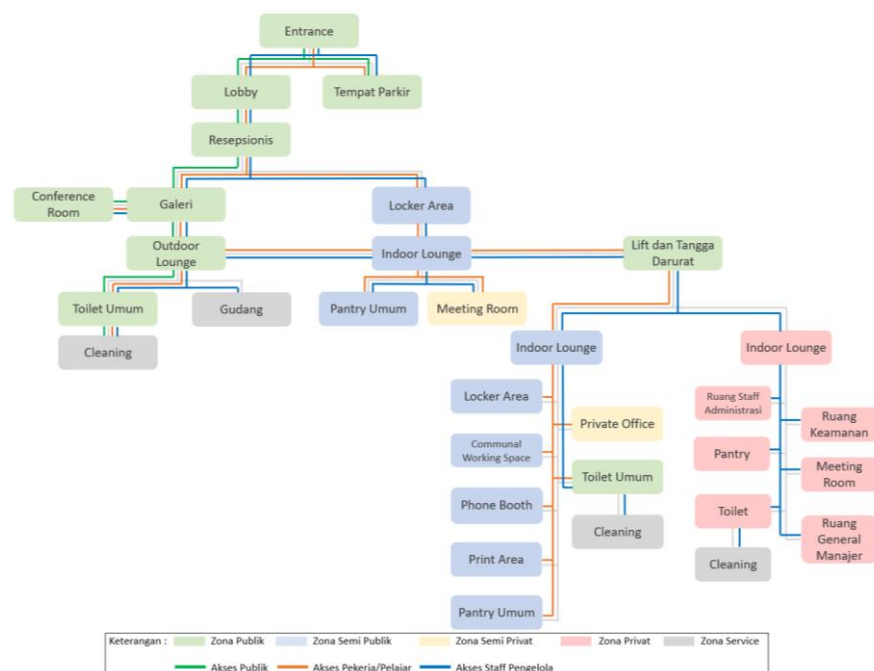 Entrance
Lobby
Tempat Parkir
Resepsionis
Conference
Room
Galeri
Locker Area
Outdoor
Lounge
Indoor Lounge
Lift dan Tangga
Darurat
Toilet Umum
Gudang
Pantry Umum
Meeting Room
Cleaning
Indoor Lounge
Indoor Lounge
Locker Area
Ruang Staff
Administrasi
Private Office
Ruang
Keamanan
Communal
Working Space
Pantry
Toilet Umum
Meeting
Room
Phone Booth
Toilet
Cleaning
Ruang
General
Manajer
Print Area
Cleaning
Pantry Umum
Keterangan : Zona Publik Zona Semi Publik Zona Semi Privat Zona Privat Zona Service
Akses Publik Akses Pekerja/Pelajar Akses Staff Pengelola